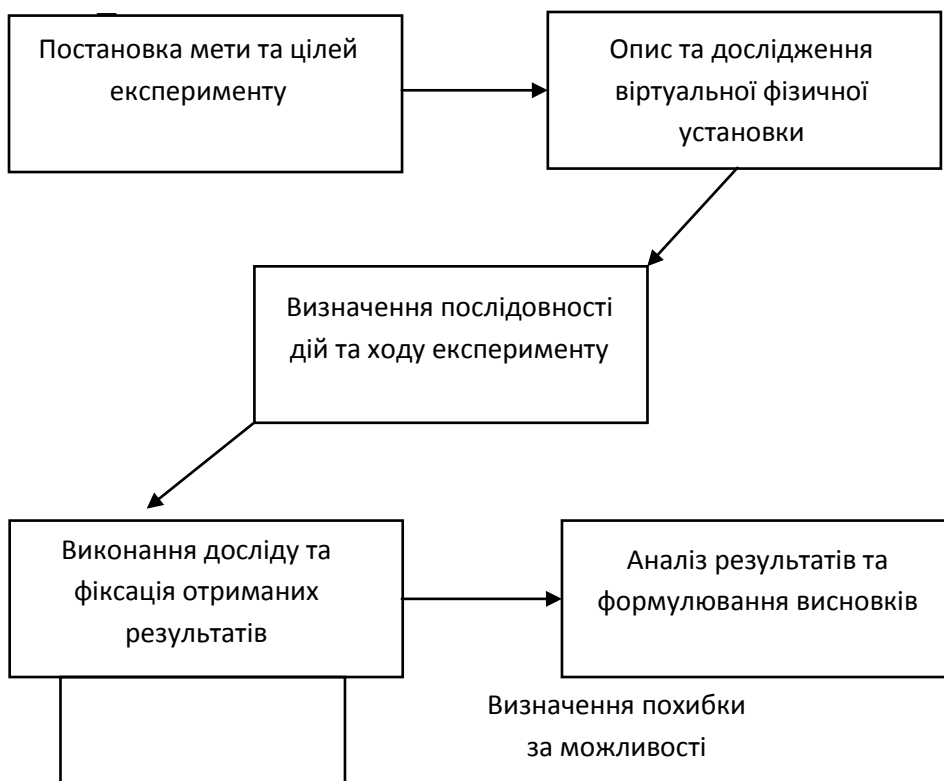 Постановка мети та цілей
експерименту
Опис та дослідження
віртуальної фізичної
установки
Визначення послідовності
дій та ходу експерименту
Виконання досліду та
фіксація отриманих
результатів
Аналіз результатів та
формулювання висновків
Визначення похибки
за можливості